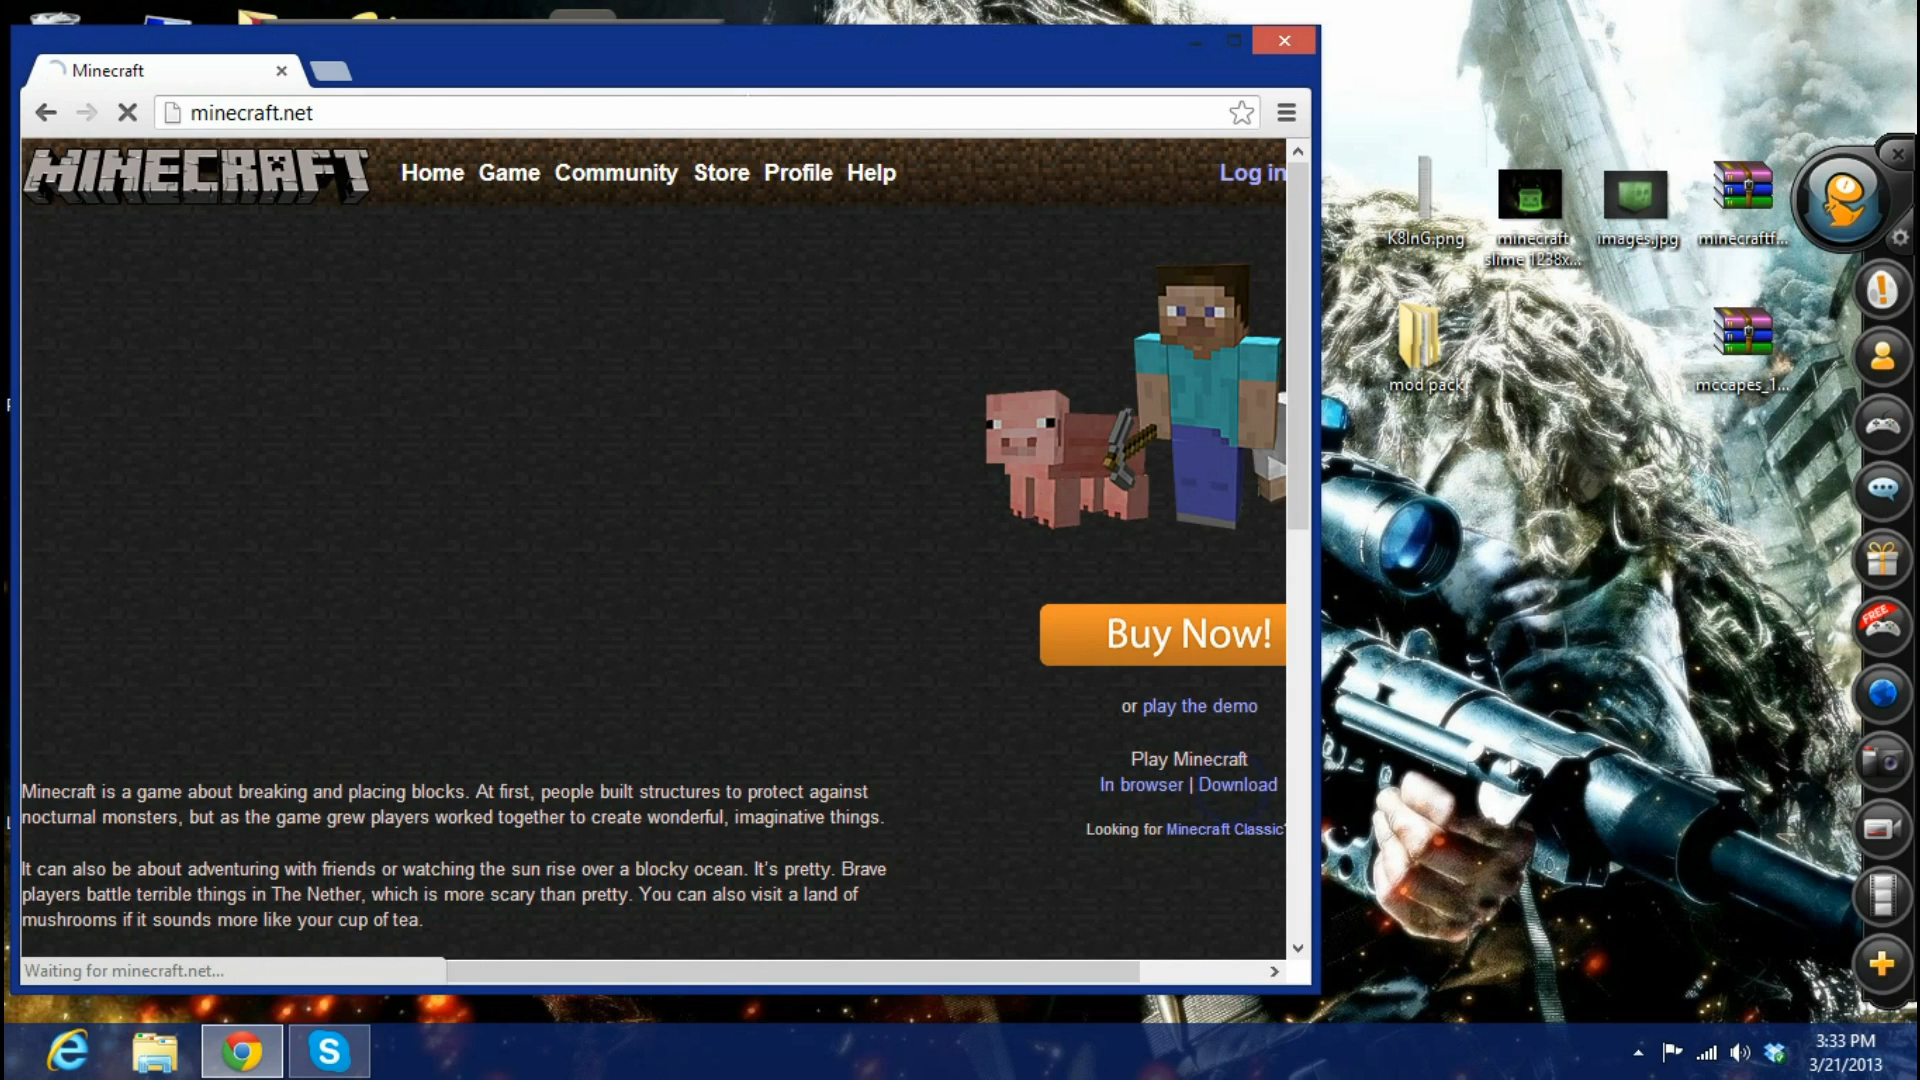 Minecraft
minecraft.net
MINECRAFT
Home Game Community Store Profile Help
Log in
Buy Now!
or play the demo
Play Minecraft
In browser | Download
Looking for Minecraft Classic?
Minecraft is a game about breaking and placing blocks. At first, people built structures to protect against
nocturnal monsters, but as the game grew players worked together to create wonderful, imaginative things.
It can also be about adventuring with friends or watching the sun rise over a blocky ocean. It's pretty. Brave
players battle terrible things in The Nether, which is more scary than pretty. You can also visit a land of
mushrooms if it sounds more like your cup of tea.
Waiting for minecraft.net...
K8lnG.png
minecraft
slime 1238x...
images.jpg
minecraftf...
mod pack
mccapes_1...
FREE
3:33 PM
3/21/2013